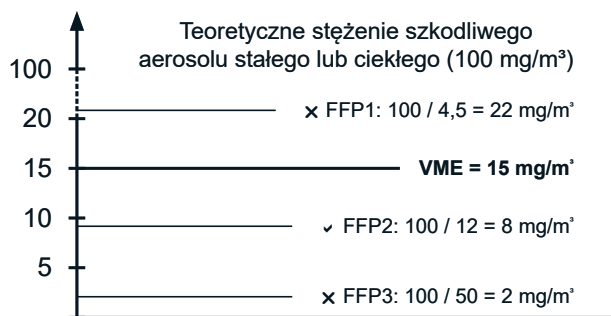 Teoretyczne stężenie szkodliwego
aerosolu stałego lub ciekłego (100 mg/m³)
100
× FFP1: 100 / 4,5 = 22 mg/m³
20
15
VME = 15 mg/m³
10
✓ FFP2: 100 / 12 = 8 mg/m³
5
× FFP3: 100 / 50 = 2 mg/m³